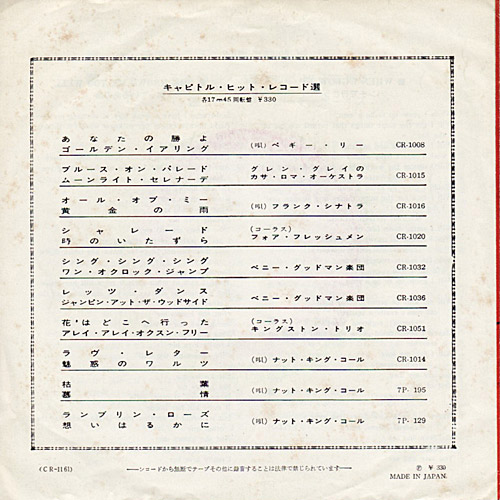 キャピトル・ヒット・レコード選
各17㎝45回転盤 ￥330
あなたの勝よ
ゴールデン・イアリング
(唄) ペギー・リー
CR-1008
ブルース・オン・パレード
ムーンライト・セレナーデ
グレン・グレイの
カサ・ロマ・オーケストラ
CR-1015
オール・オブ・ミー
黄金の雨
(唄) フランク・シナトラ
CR-1016
シャレード
時のいたずら
(コーラス)
フォア・フレッシュメン
CR-1020
シング・シング・シング
ワン・オクロック・ジャンプ
ベニー・グッドマン楽団
CR-1032
レッツ・ダンス
ジャンピン・アット・ザ・ウッドサイド
ベニー・グッドマン楽団
CR-1036
花はどこへ行った
アレイ・アレイ・オクスン・フリー
(コーラス)
キングストン・トリオ
CR-1051
ラヴ・レター
魅惑のワルツ
(唄) ナット・キング・コール
CR-1014
枯葉
慕情
(唄) ナット・キング・コール
7P-195
ランブリン・ローズ
想いはるかに
(唄) ナット・キング・コール
7P-129
(CR-1161)
レコードから無断でテープその他に録音することは法律で禁じられています
Ⓟ ￥330
MADE IN JAPAN.